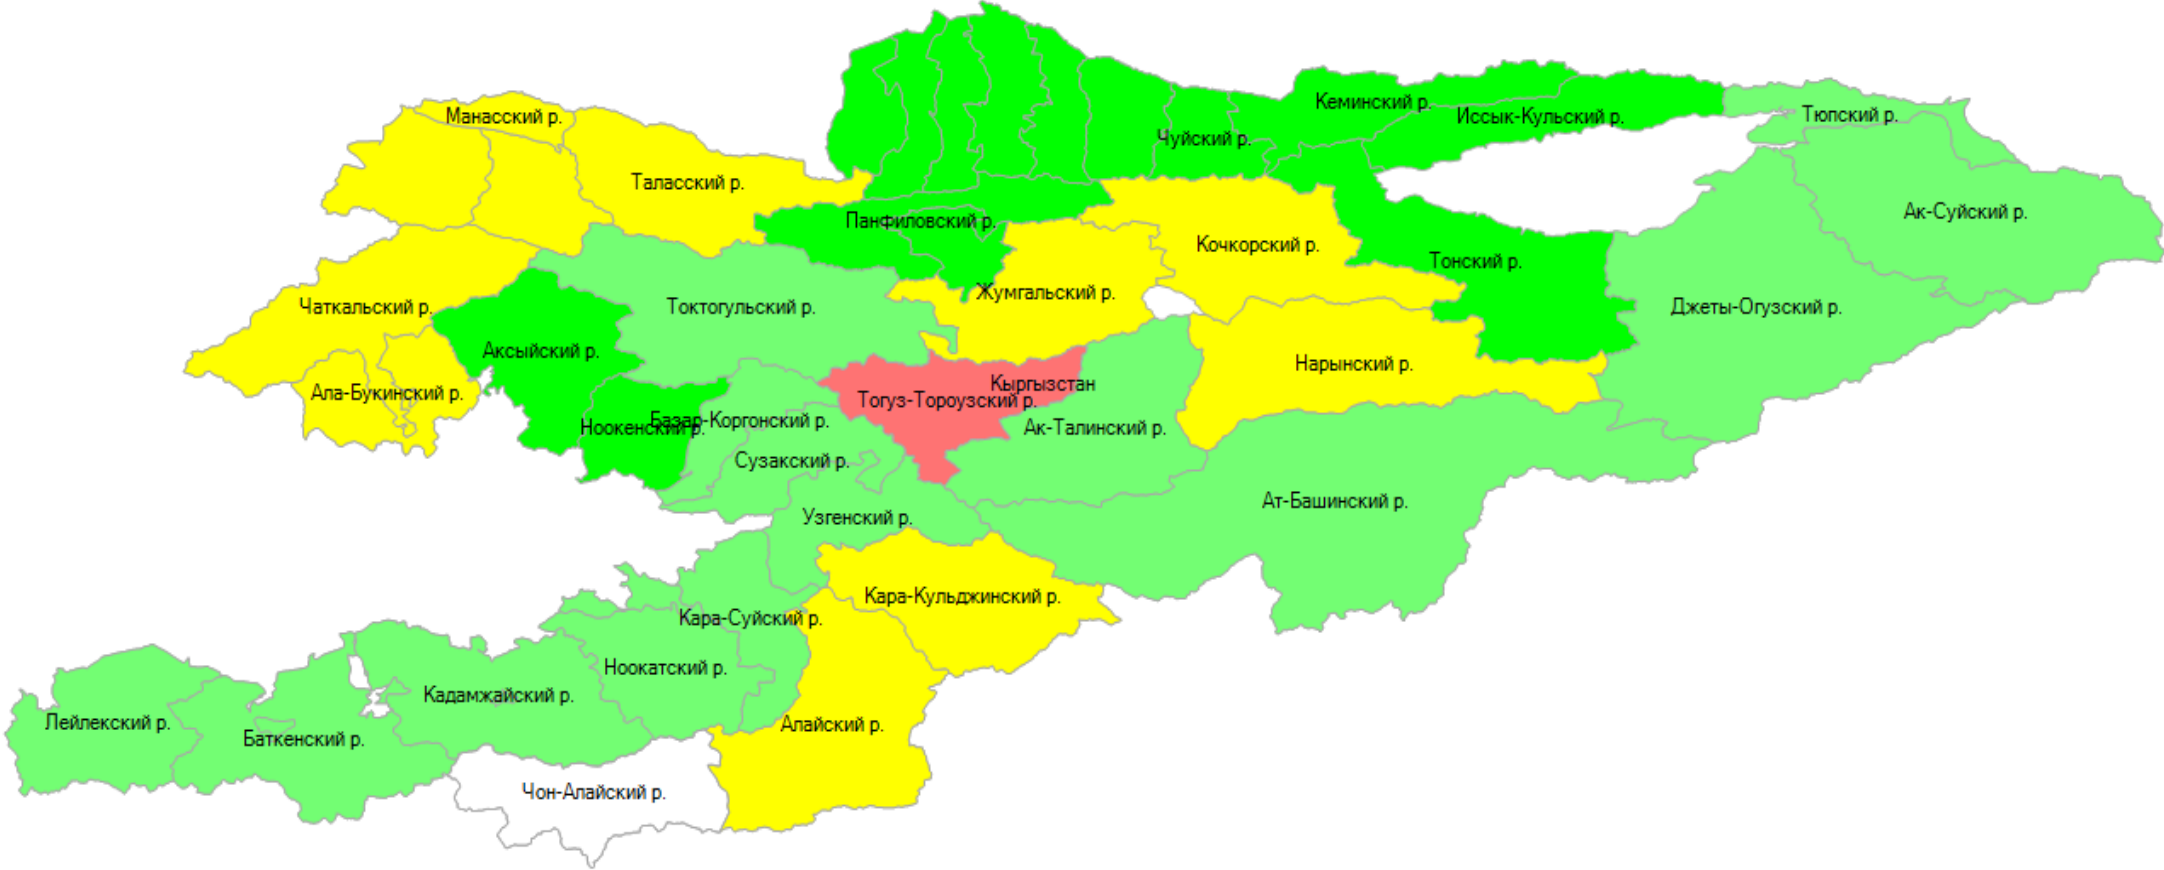 Манасский р.
Кеминский р.
Иссык-Кульский р.
Тюпский р.
Чуйский р.
Таласский р.
Ак-Суйский р.
Панфиловский р.
Кочкорский р.
Тонский р.
Жумгальский р.
Чаткальский р.
Токтогульский р.
Джеты-Огузский р.
Аксыйский р.
Нарынский р.
Кыргызстан
Ала-Букинский р.
Тогуз-Тороузский р.
Базар-Коргонский р.
Ноокенский р.
Ак-Талинский р.
Сузакский р.
Ат-Башинский р.
Узгенский р.
Кара-Кульджинский р.
Кара-Суйский р.
Ноокатский р.
Кадамжайский р.
Лейлекский р.
Алайский р.
Баткенский р.
Чон-Алайский р.